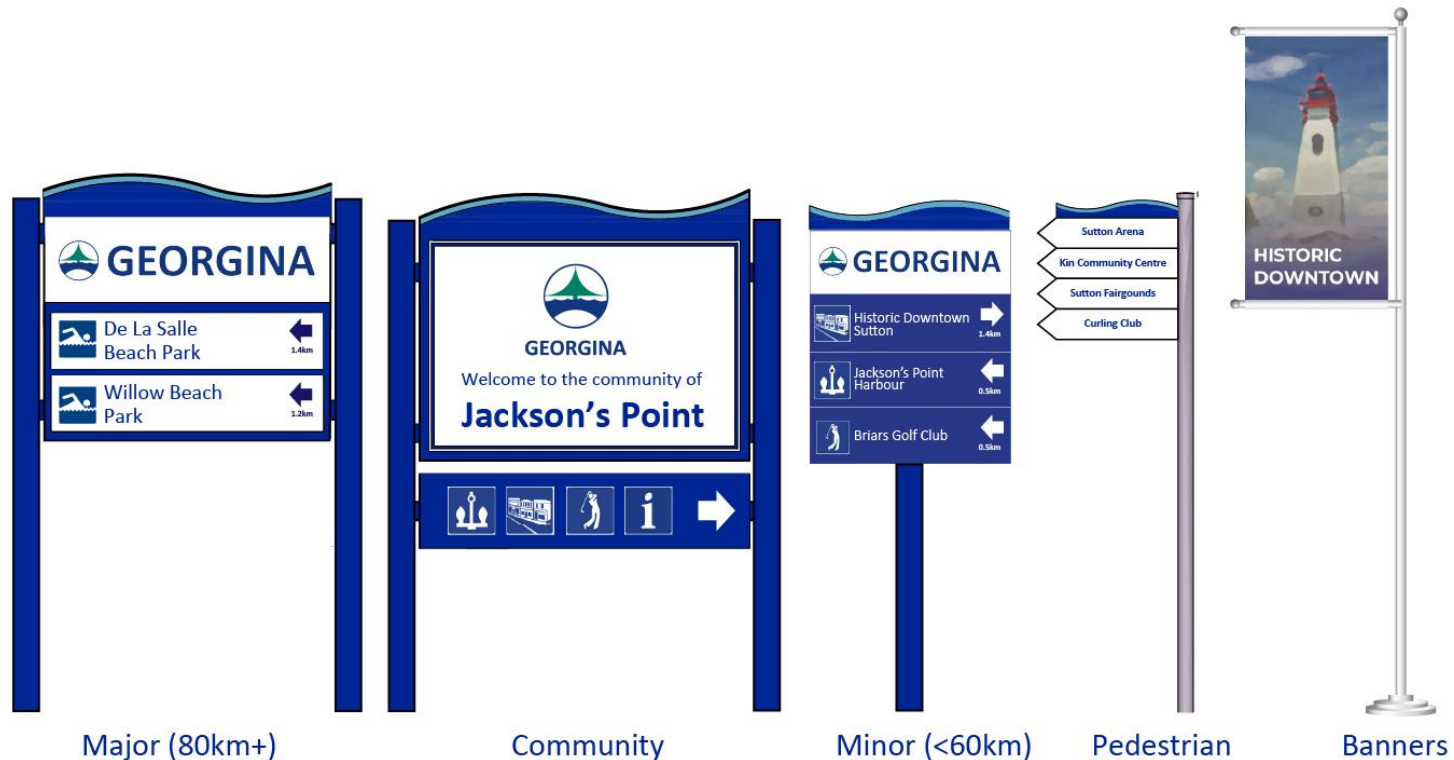 GEORGINA
De La Salle
Beach Park
1.4km
Willow Beach
Park
1.2km
GEORGINA
Welcome to the community of
Jackson's Point
i
GEORGINA
Historic Downtown
Sutton
1.4km
Jackson's Point
Harbour
0.5km
Briars Golf Club
0.5km
Sutton Arena
Kin Community Centre
Sutton Fairgounds
Curling Club
HISTORIC
DOWNTOWN
Major (80km+)
Community
Minor (<60km)
Pedestrian
Banners